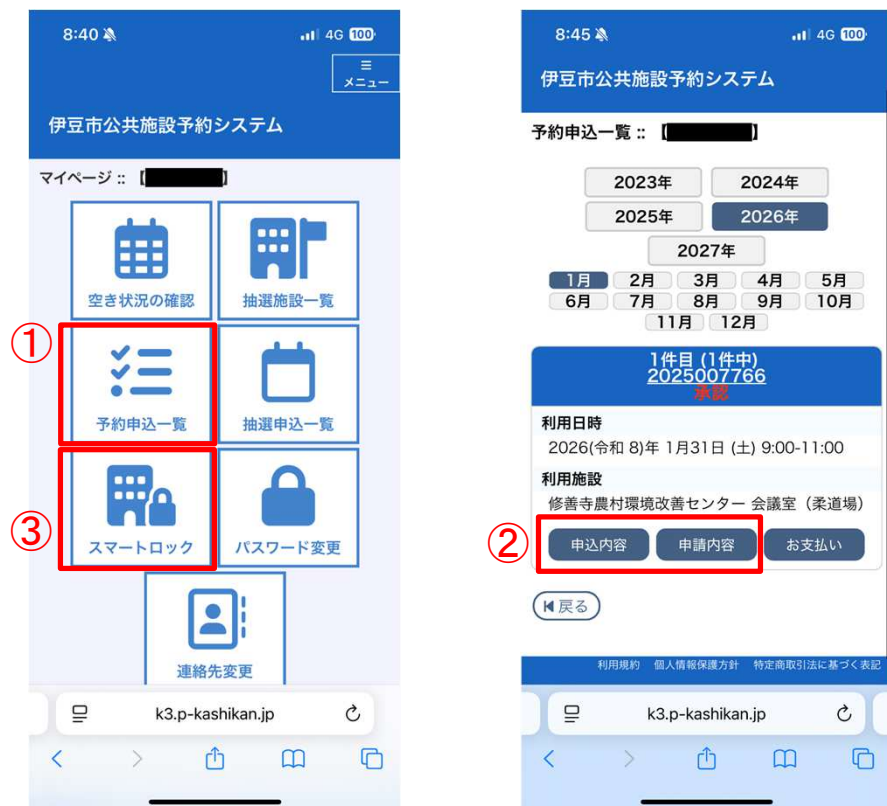 8:40
4G 100
メニュー
伊豆市公共施設予約システム
マイページ :: 【 】
空き状況の確認
抽選施設一覧
①
予約申込一覧
抽選申込一覧
③
スマートロック
パスワード変更
連絡先変更
k3.p-kashikan.jp
8:45
4G 100
伊豆市公共施設予約システム
予約申込一覧 :: 【 】
2023年 2024年
2025年 2026年
2027年
1月 2月 3月 4月 5月
6月 7月 8月 9月 10月
11月 12月
1件目 (1件中)
2025007766
承認
利用日時
2026(令和 8)年 1月31日 (土) 9:00-11:00
利用施設
修善寺農村環境改善センター 会議室（柔道場）
②
申込内容 申請内容 お支払い
戻る
利用規約 個人情報保護方針 特定商取引法に基づく表記
k3.p-kashikan.jp